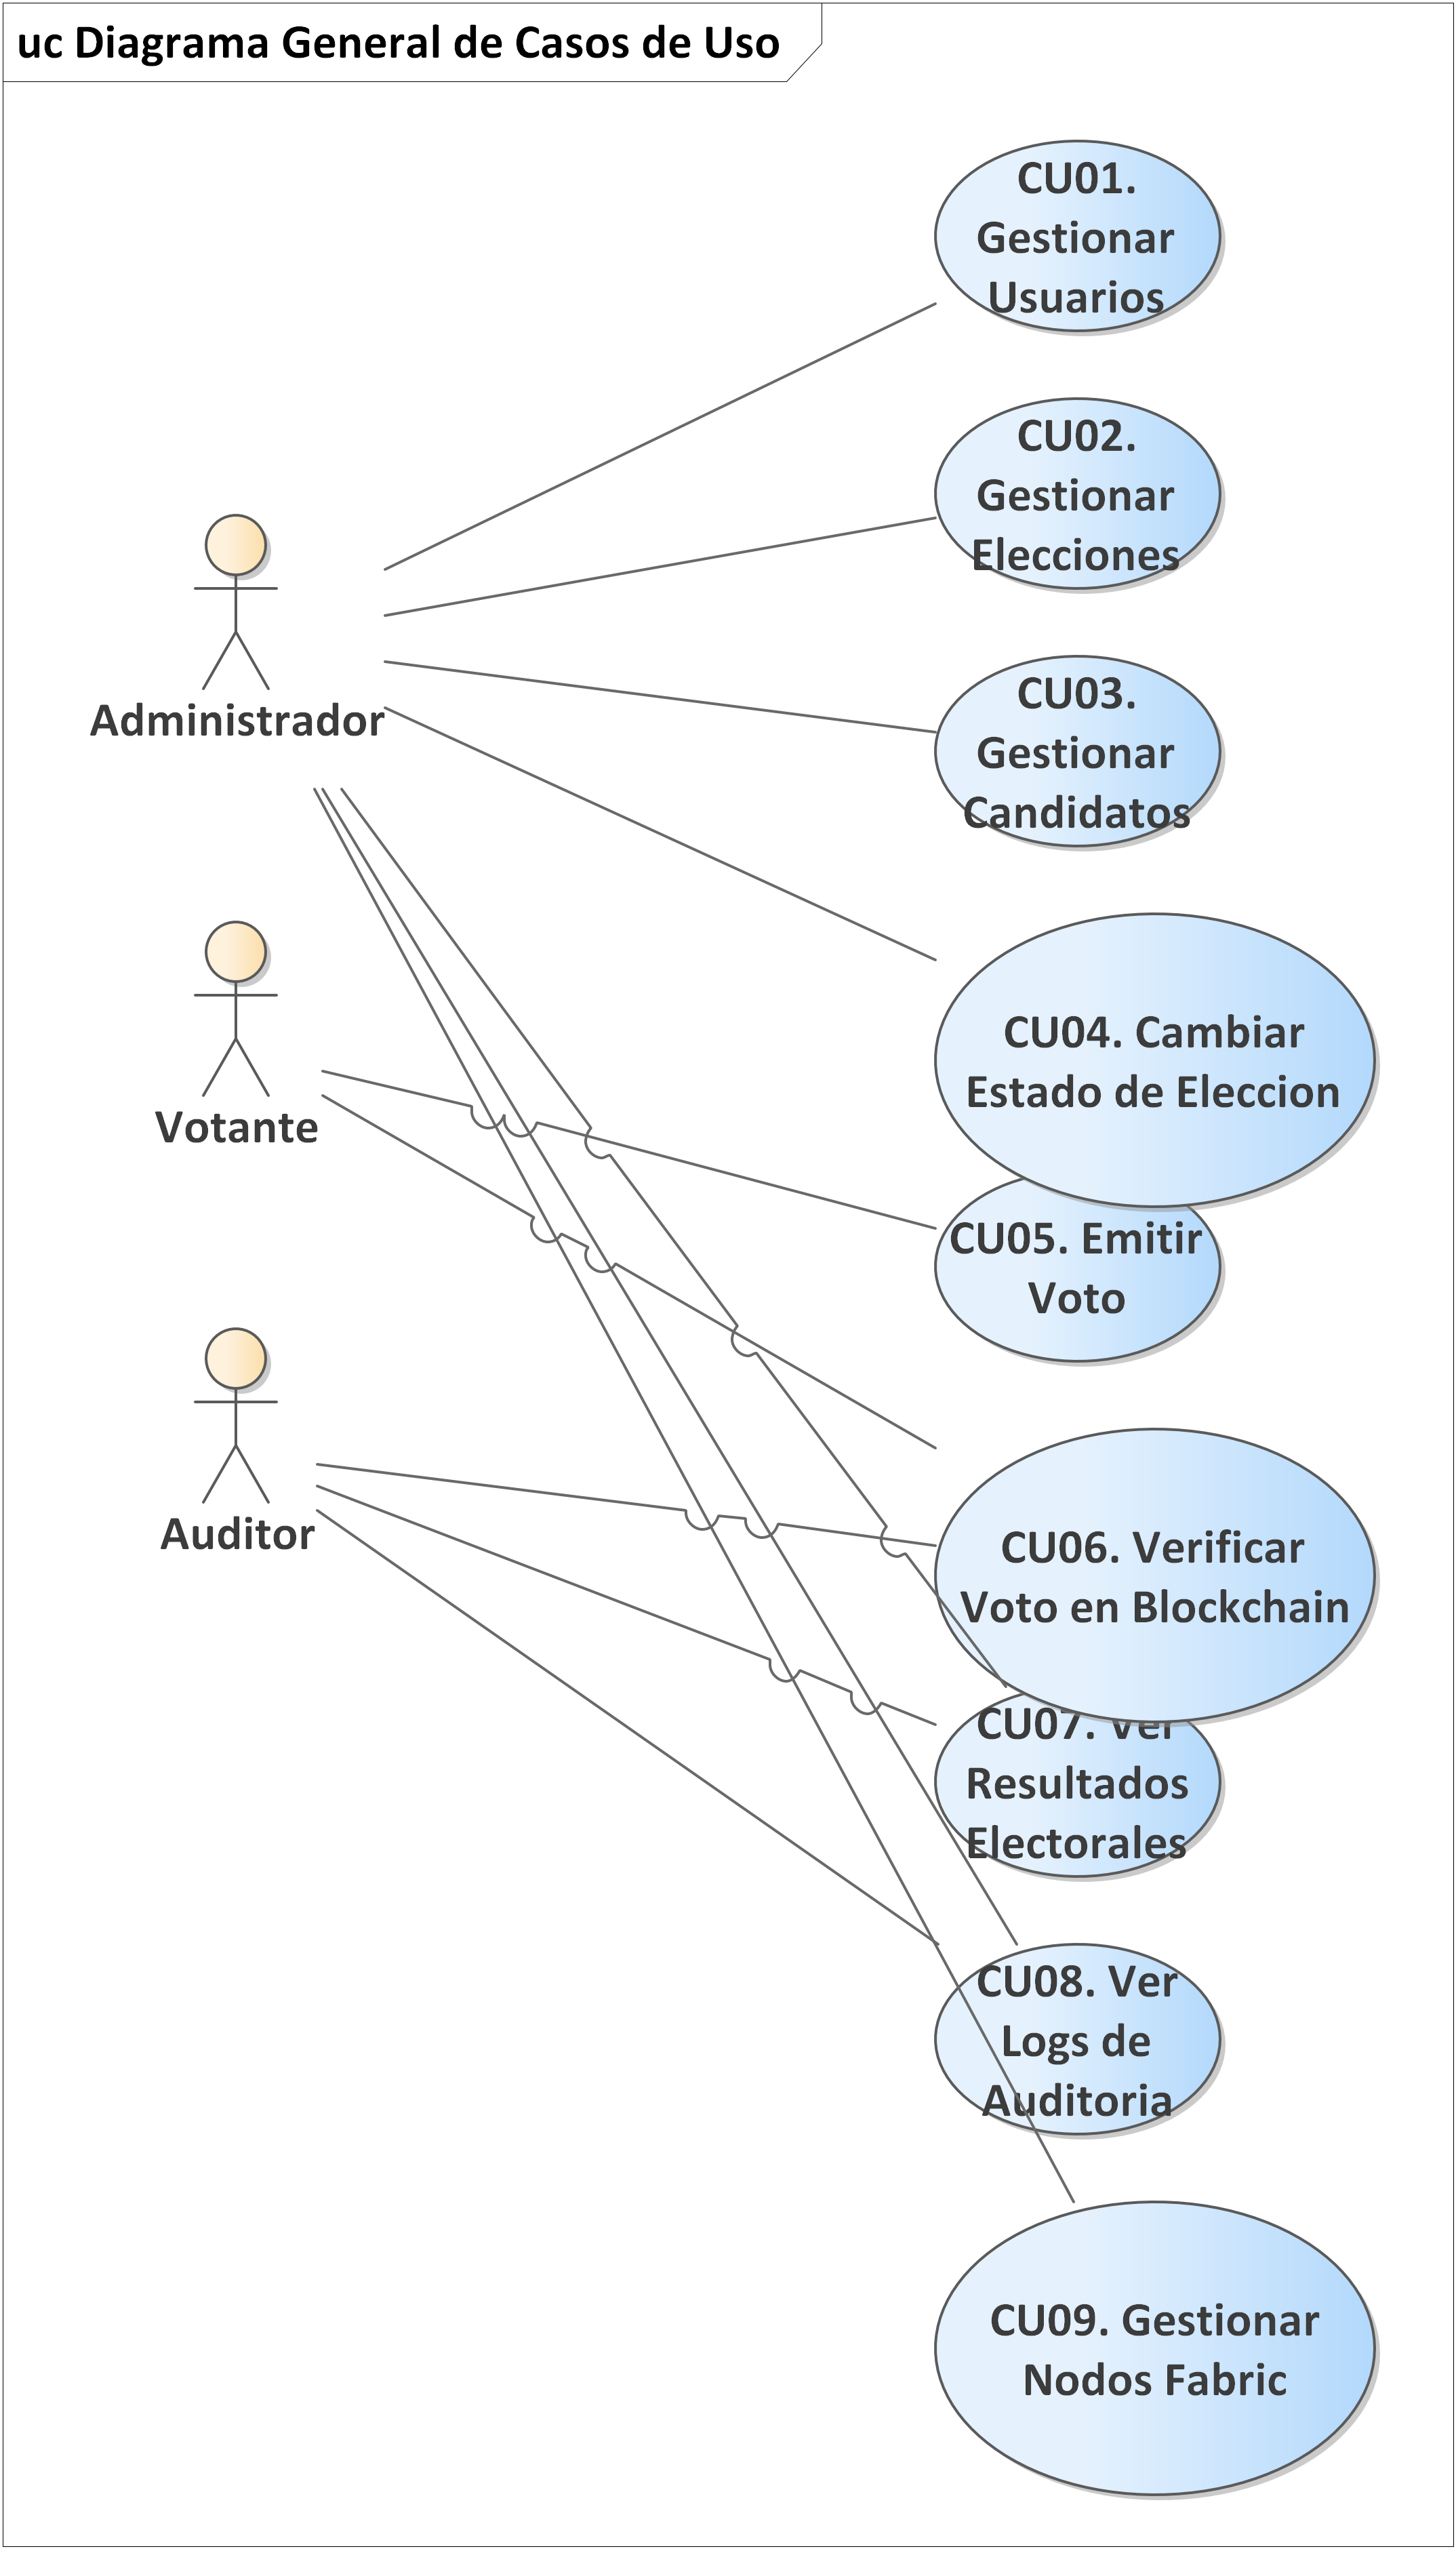 uc Diagrama General de Casos de Uso
CU01.
Gestionar
Usuarios
CU02.
Gestionar
Elecciones
Administrador
CU03.
Gestionar
Candidatos
CU04. Cambiar
Estado de Eleccion
Votante
CU05. Emitir
Voto
Auditor
CU06. Verificar
Voto en Blockchain
CU07. Ver
Resultados
Electorales
CU08. Ver
Logs de
Auditoria
CU09. Gestionar
Nodos Fabric